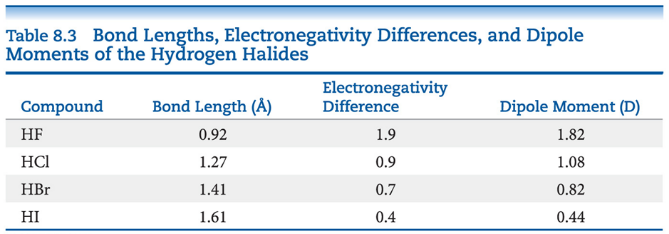 Table 8.3 Bond Lengths, Electronegativity Differences, and Dipole
Moments of the Hydrogen Halides
Electronegativity
Compound Bond Length (Å) Difference Dipole Moment (D)
HF 0.92 1.9 1.82
HCl 1.27 0.9 1.08
HBr 1.41 0.7 0.82
HI 1.61 0.4 0.44